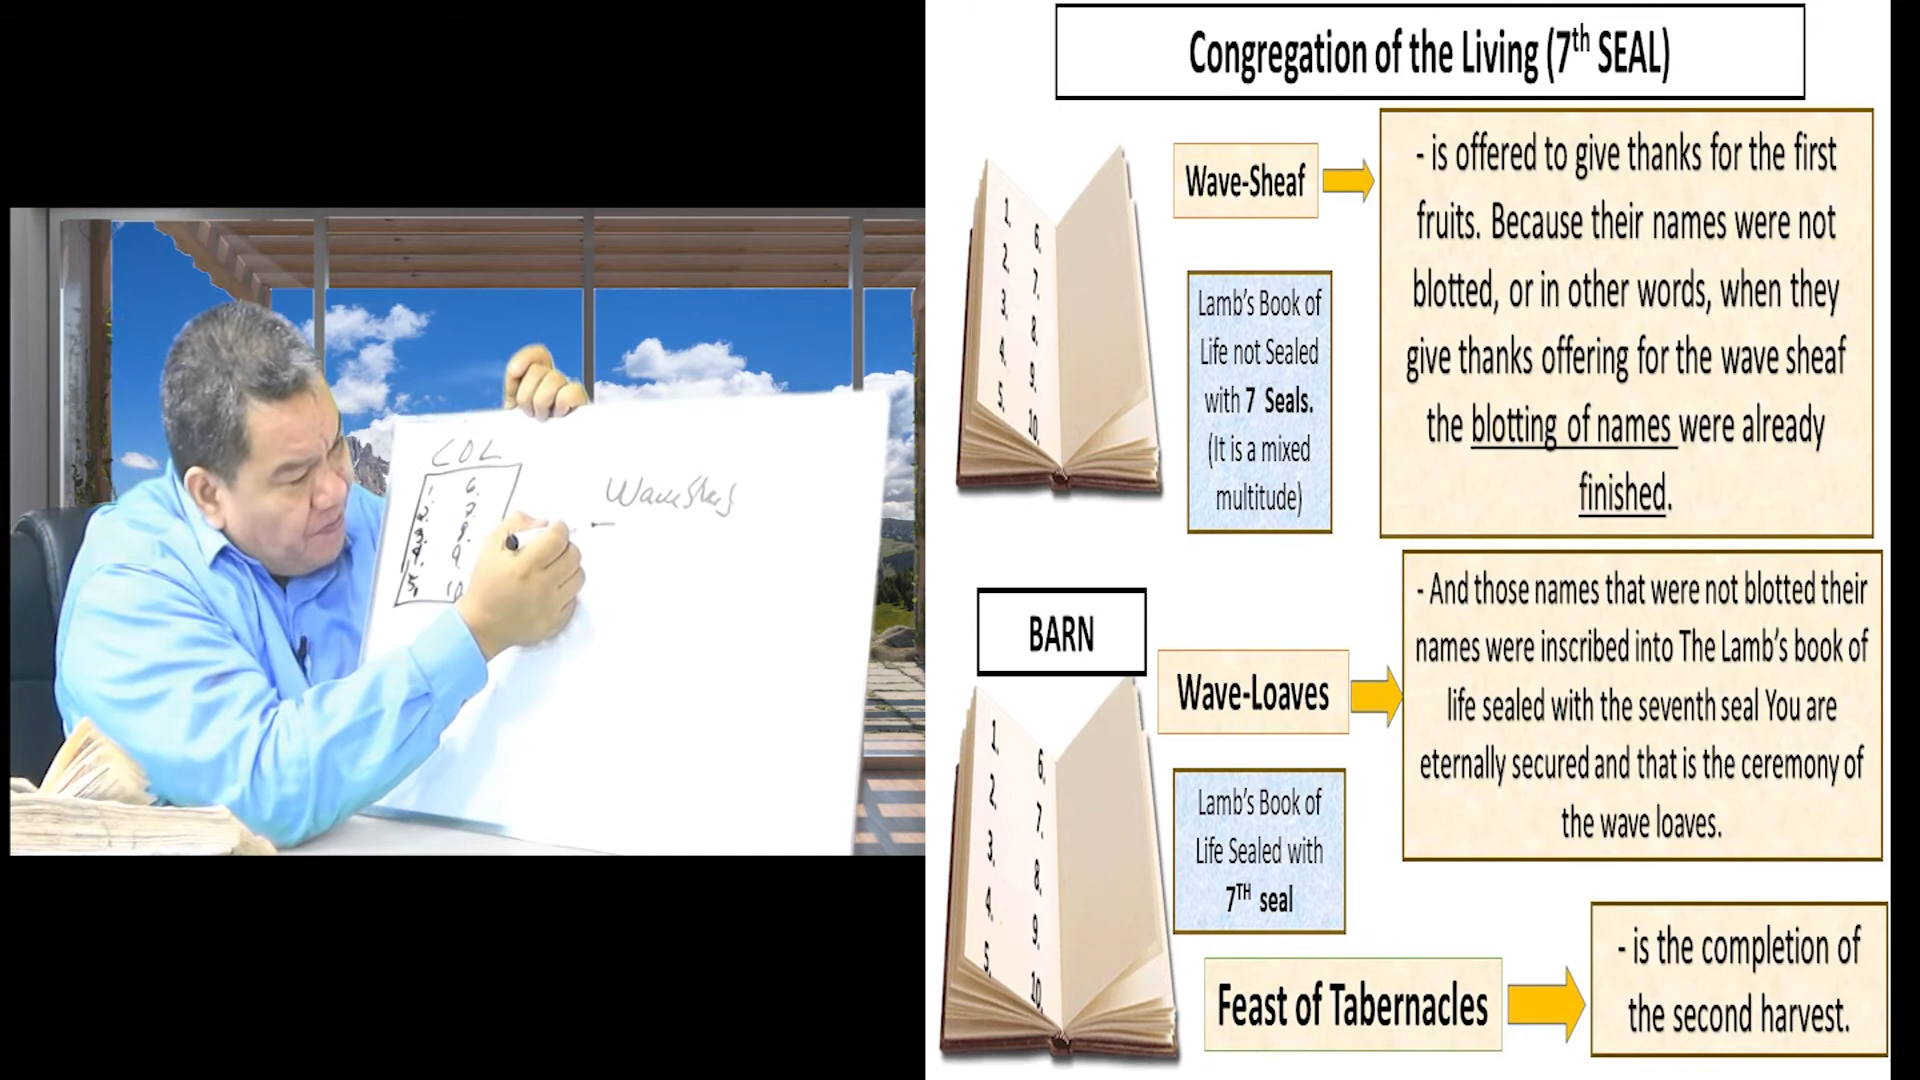 COL
1. 6.
2. 7.
3. 8.
4. 9.
5. 10
Wave Sheaf
Congregation of the Living (7th SEAL)
1. 6.
2. 7.
3. 8.
4. 9.
5. 10.
Wave-Sheaf
- is offered to give thanks for the first
fruits. Because their names were not
blotted, or in other words, when they
give thanks offering for the wave sheaf
the blotting of names were already
finished.
Lamb's Book of
Life not Sealed
with 7 Seals.
(It is a mixed
multitude)
BARN
1. 6.
2. 7.
3. 8.
4. 9.
5. 10.
Wave-Loaves
- And those names that were not blotted their
names were inscribed into The Lamb's book of
life sealed with the seventh seal You are
eternally secured and that is the ceremony of
the wave loaves.
Lamb's Book of
Life Sealed with
7TH seal
Feast of Tabernacles
- is the completion of
the second harvest.